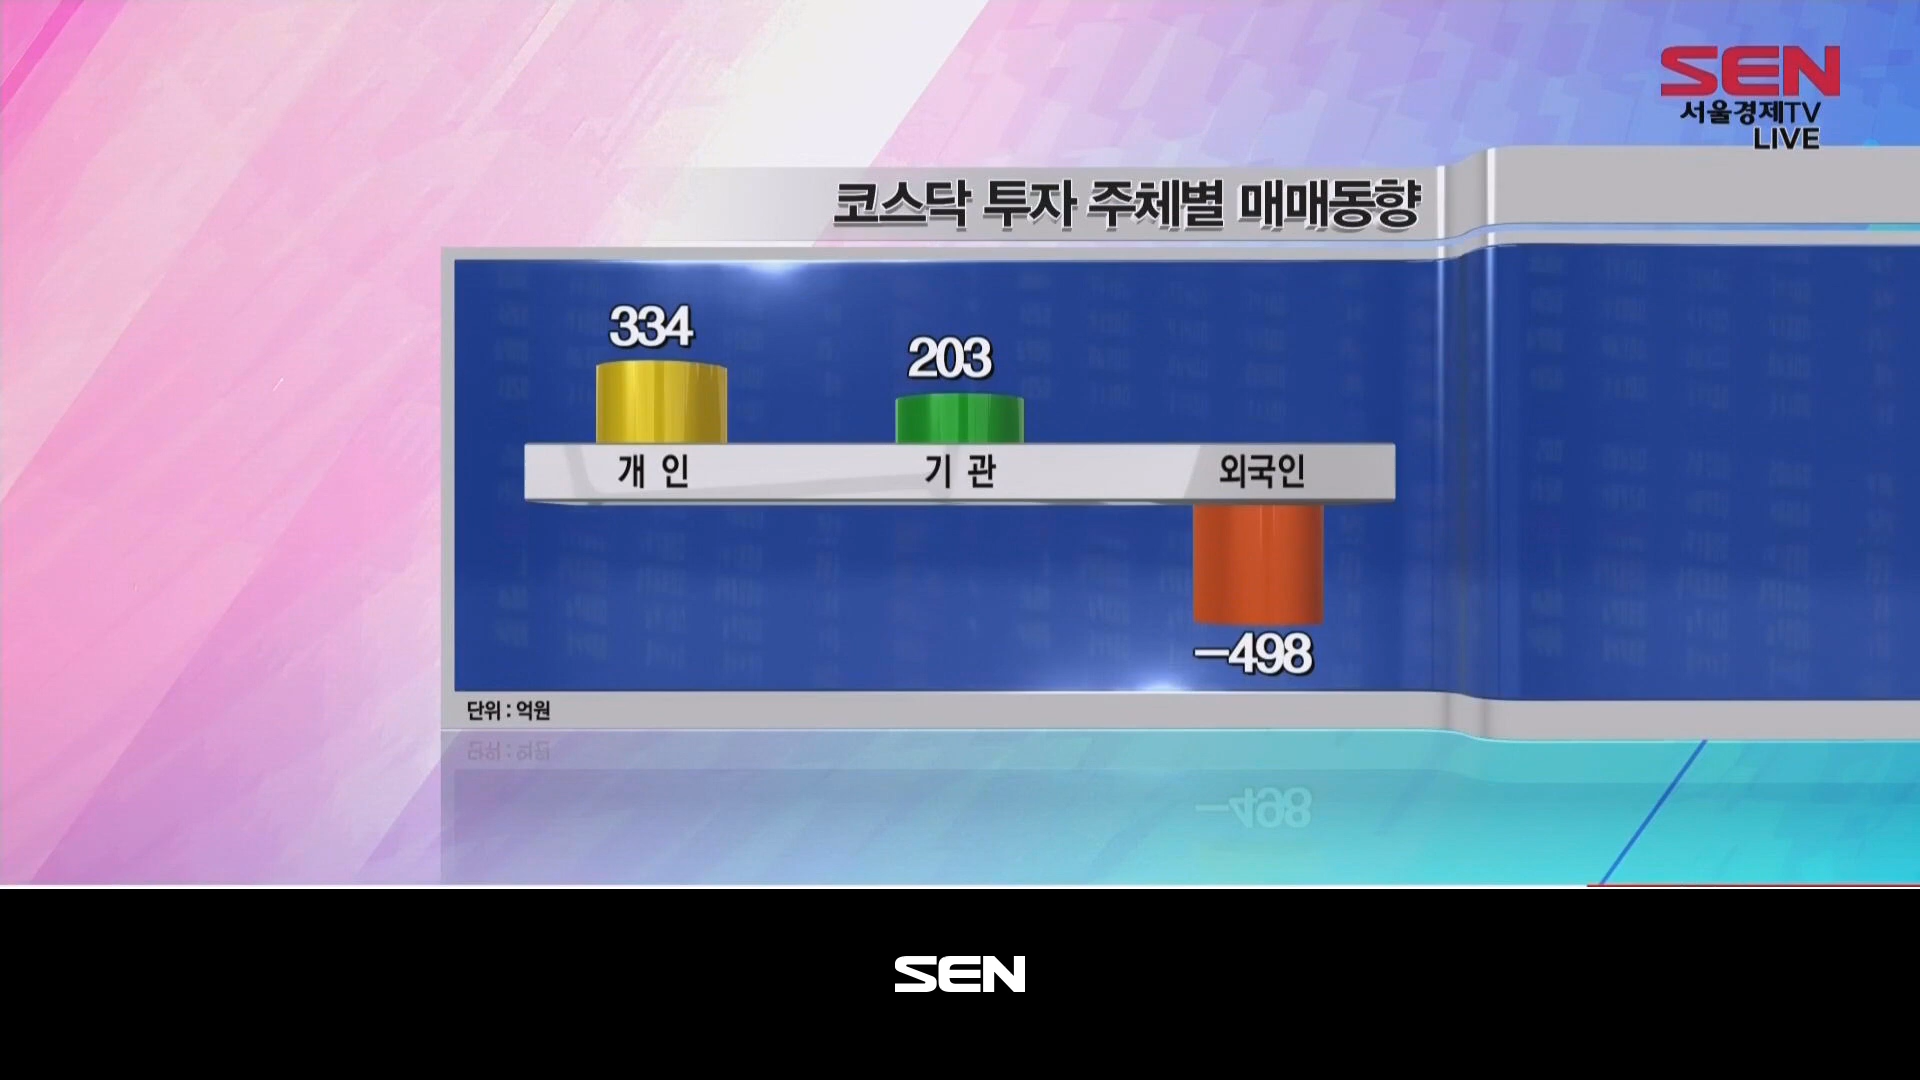 SEN
서울경제TV
LIVE
코스닥 투자 주체별 매매동향
334
203
개 인
기 관
외국인
-498
단위 : 억원
SEN